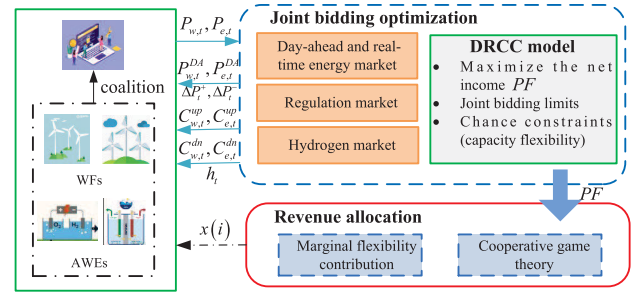 coalition
WFs
AWEs
P_{w,t}, P_{e,t}
P_{w,t}^{DA}, P_{e,t}^{DA}
ΔP_t^+, ΔP_t^-
C_{w,t}^{up}, C_{e,t}^{up}
C_{w,t}^{dn}, C_{e,t}^{dn}
h_t
x(i)
Joint bidding optimization
Day-ahead and real-
time energy market
Regulation market
Hydrogen market
DRCC model
• Maximize the net
income PF
• Joint bidding limits
• Chance constraints
(capacity flexibility)
PF
Revenue allocation
Marginal flexibility
contribution
Cooperative game
theory